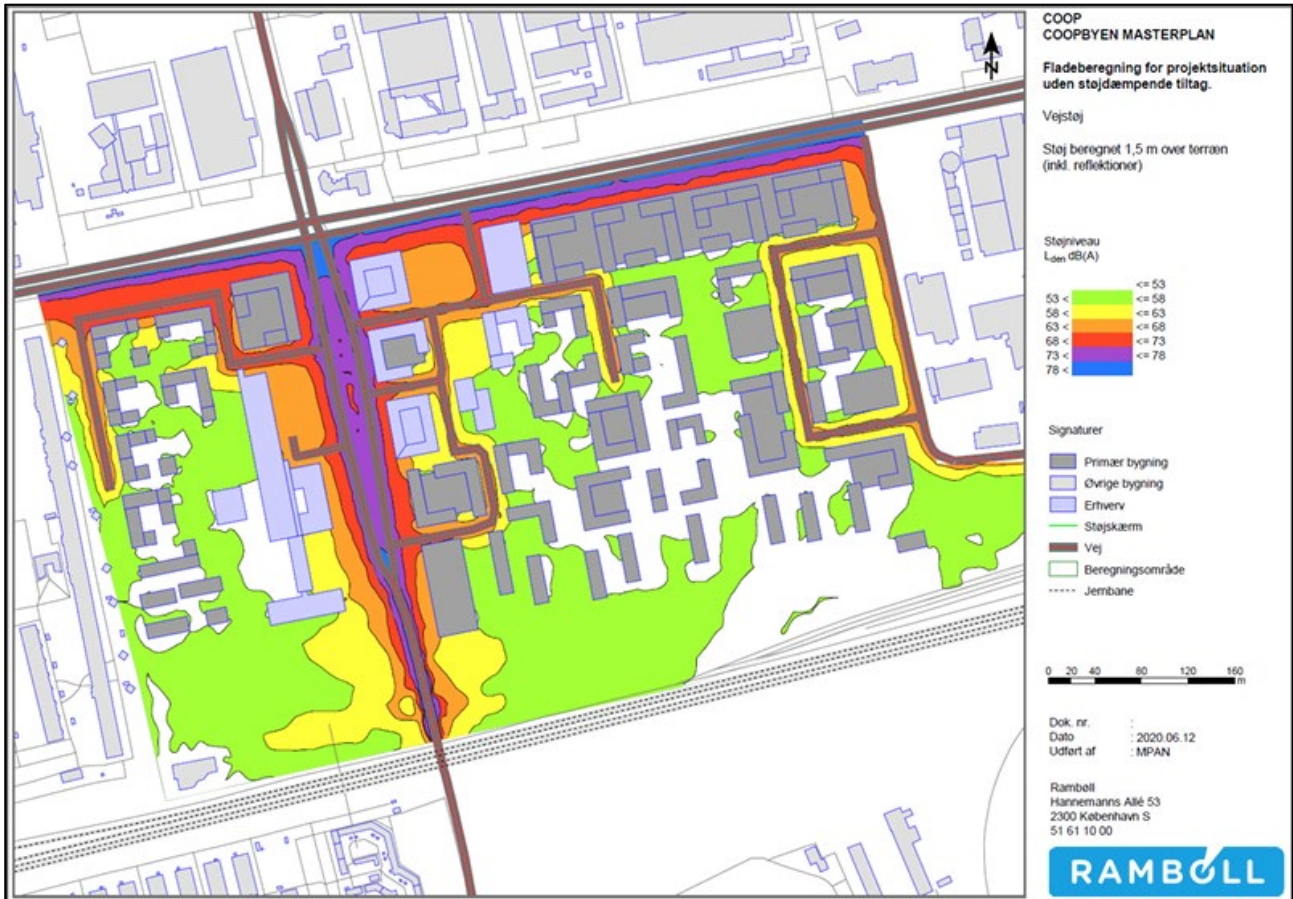 COOP
COOPBYEN MASTERPLAN
Fladeberegning for projektsituation
uden støjdæmpende tiltag.
Vejstøj
Støj beregnet 1,5 m over terræn
(inkl. reflektioner)
N
Støjniveau
Lden dB(A)
<= 53
53 < <= 58
58 < <= 63
63 < <= 68
68 < <= 73
73 < <= 78
78 <
Signaturer
Primær bygning
Øvrige bygning
Erhverv
Støjskærm
Vej
Beregningsområde
Jernbane
0 20 40 80 120 160
m
Dok. nr. :
Dato : 2020.06.12
Udført af : MPAN
Rambøll
Hannemanns Allé 53
2300 København S
51 61 10 00
RAMBOLL